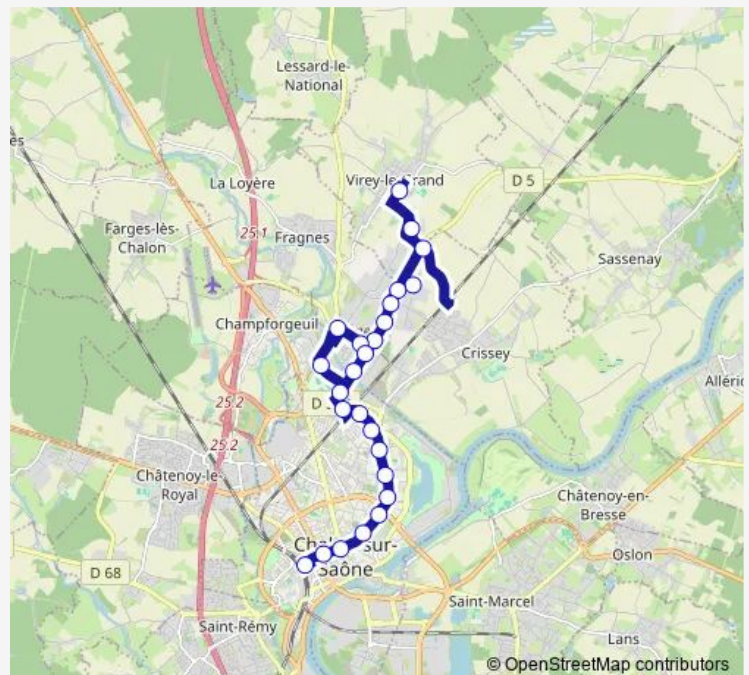 Lessard-le-
National
Virey-le-Grand
D 5
La Loyère
Farges-lès-
Chalon
25.1
Fragnes
Sassenay
Champforgeuil
Crissey
25.2
25.2
Châtenoy-le-
Royal
Châtenoy-en-
Bresse
Oslon
sur-
Saône
D 68
Saint-Marcel
Saint-Rémy
Lans
© OpenStreetMap contributors